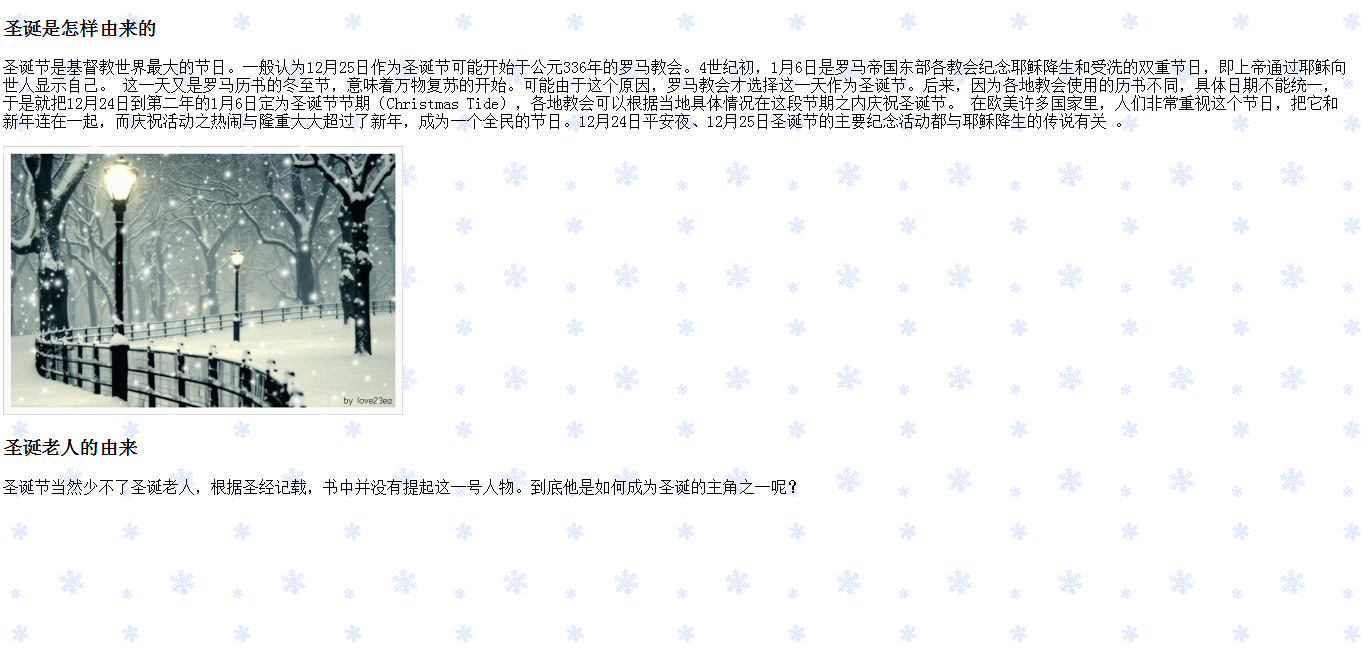 圣诞是怎样由来的
圣诞节是基督教世界最大的节日。一般认为12月25日作为圣诞节可能开始于公元336年的罗马教会。4世纪初，1月6日是罗马帝国东部各教会纪念耶稣降生和受洗的双重节日，即上帝通过耶稣向
世人显示自己。 这一天又是罗马历书的冬至节，意味着万物复苏的开始。可能由于这个原因，罗马教会才选择这一天作为圣诞节。后来，因为各地教会使用的历书不同，具体日期不能统一，
于是就把12月24日到第二年的1月6日定为圣诞节节期（Christmas Tide），各地教会可以根据当地具体情况在这段节期之内庆祝圣诞节。 在欧美许多国家里，人们非常重视这个节日，把它和
新年连在一起，而庆祝活动之热闹与隆重大大超过了新年，成为一个全民的节日。12月24日平安夜、12月25日圣诞节的主要纪念活动都与耶稣降生的传说有关 。
by love23ea
圣诞老人的由来
圣诞节当然少不了圣诞老人，根据圣经记载，书中并没有提起这一号人物。到底他是如何成为圣诞的主角之一呢？